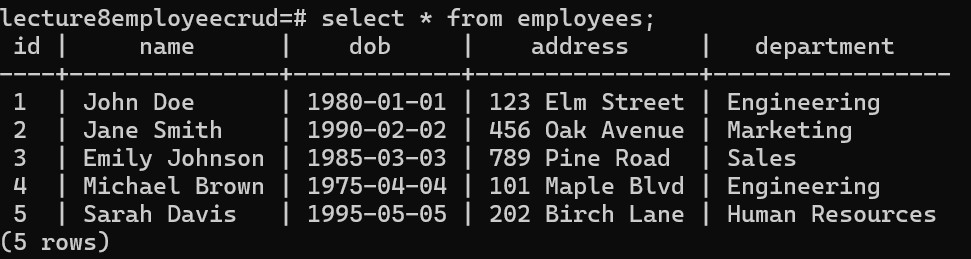 lecture8employeecrud=# select * from employees;
 id |     name      |    dob     |    address     |   department
----+---------------+------------+----------------+-----------------
 1  | John Doe      | 1980-01-01 | 123 Elm Street | Engineering
 2  | Jane Smith    | 1990-02-02 | 456 Oak Avenue | Marketing
 3  | Emily Johnson | 1985-03-03 | 789 Pine Road  | Sales
 4  | Michael Brown | 1975-04-04 | 101 Maple Blvd | Engineering
 5  | Sarah Davis   | 1995-05-05 | 202 Birch Lane | Human Resources
(5 rows)